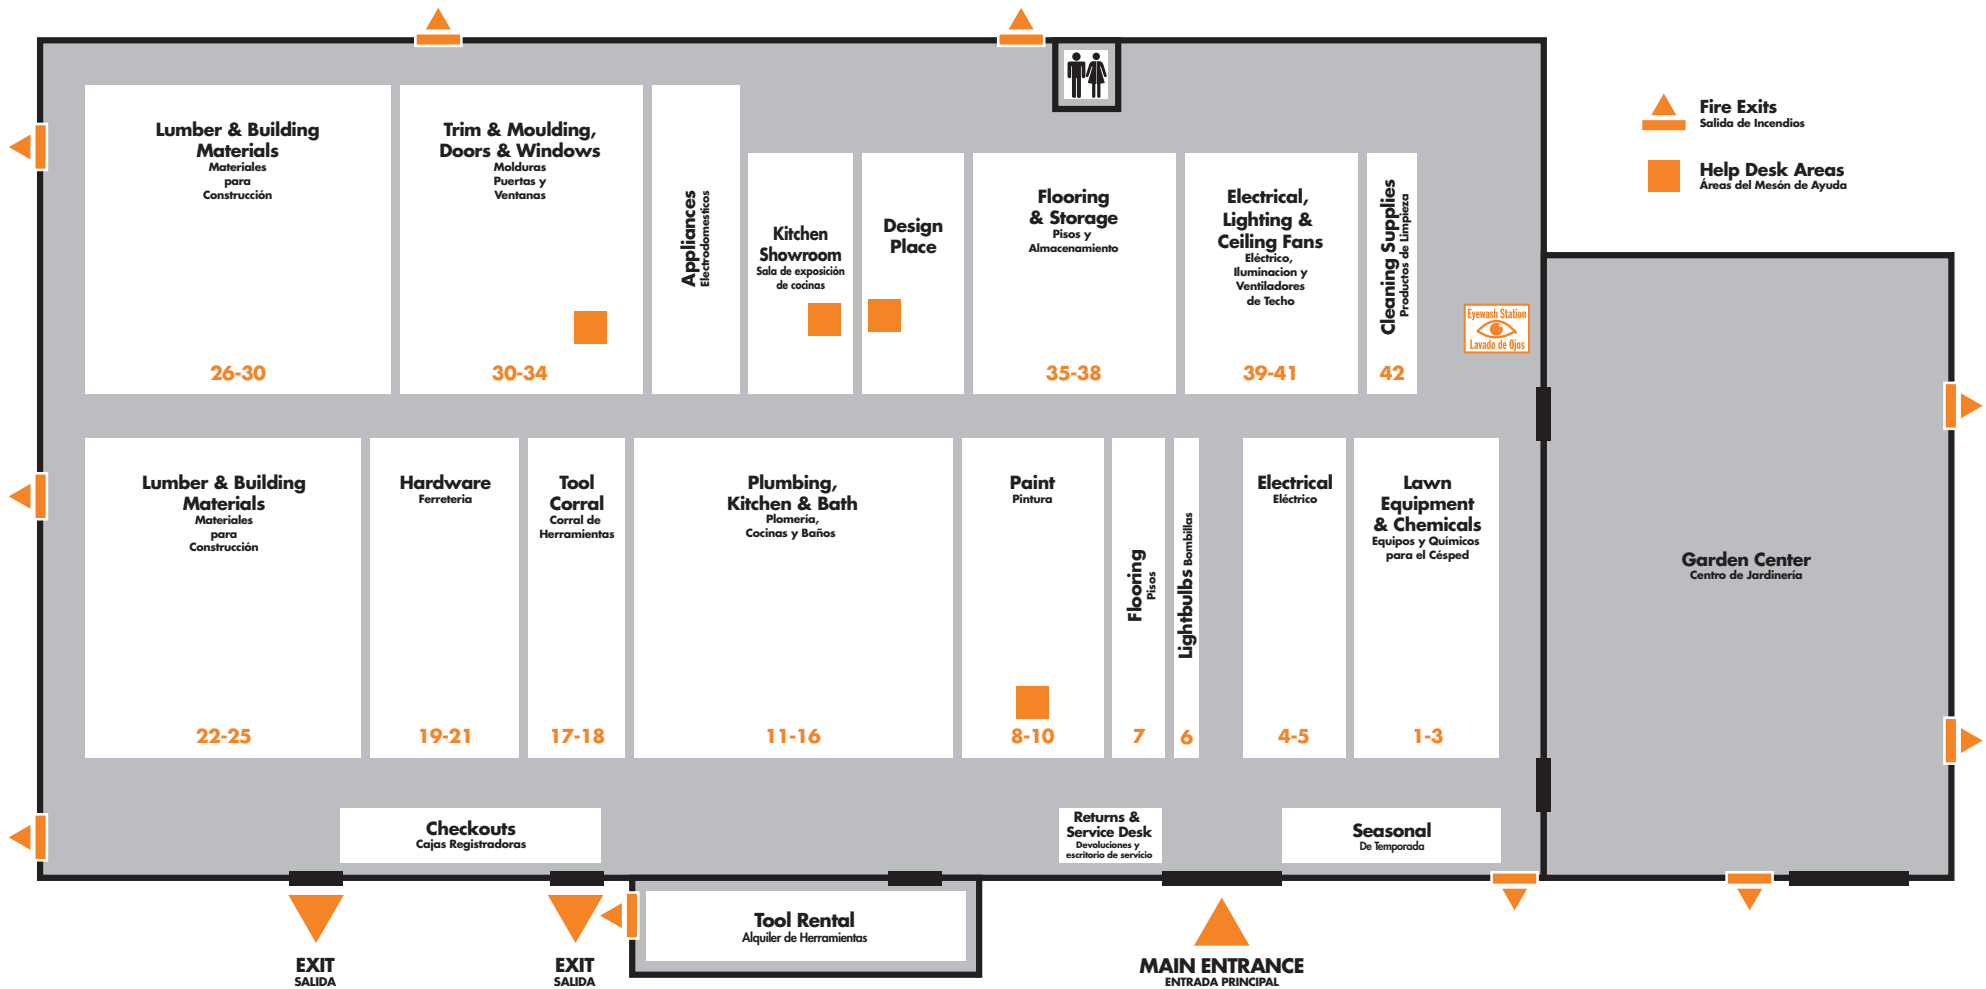 Fire Exits
Salida de Incendios
Help Desk Areas
Áreas del Mesón de Ayuda
Lumber & Building
Materials
Materiales
para
Construcción
26-30
Trim & Moulding,
Doors & Windows
Molduras
Puertas y
Ventanas
30-34
Appliances
Electrodomesticos
Kitchen
Showroom
Sala de exposición
de cocinas
Design
Place
Flooring
& Storage
Pisos y
Almacenamiento
35-38
Electrical,
Lighting &
Ceiling Fans
Eléctrico,
Iluminacion y
Ventiladores
de Techo
39-41
Cleaning Supplies
Productos de Limpieza
42
Eyewash Station
Lavado de Ojos
Lumber & Building
Materials
Materiales
para
Construcción
22-25
Hardware
Ferreteria
19-21
Tool
Corral
Corral de
Herramientas
17-18
Plumbing,
Kitchen & Bath
Plomería,
Cocinas y Baños
11-16
Paint
Pintura
8-10
Flooring
Pisos
7
Lightbulbs Bombillas
6
Electrical
Eléctrico
4-5
Lawn
Equipment
& Chemicals
Equipos y Químicos
para el Césped
1-3
Garden Center
Centro de Jardinería
Checkouts
Cajas Registradoras
Returns &
Service Desk
Devoluciones y
escritorio de servicio
Seasonal
De Temporada
Tool Rental
Alquiler de Herramientas
EXIT
SALIDA
EXIT
SALIDA
MAIN ENTRANCE
ENTRADA PRINCIPAL